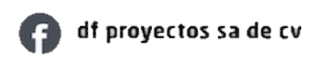 df proyectos sa de cv